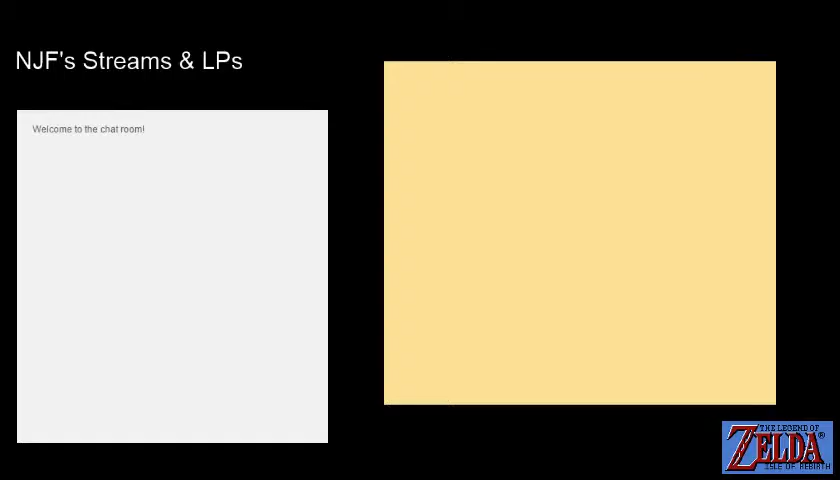 NJF's Streams & LPs
Welcome to the chat room!
THE LEGEND OF
ZELDA®
ISLE OF REBIRTH